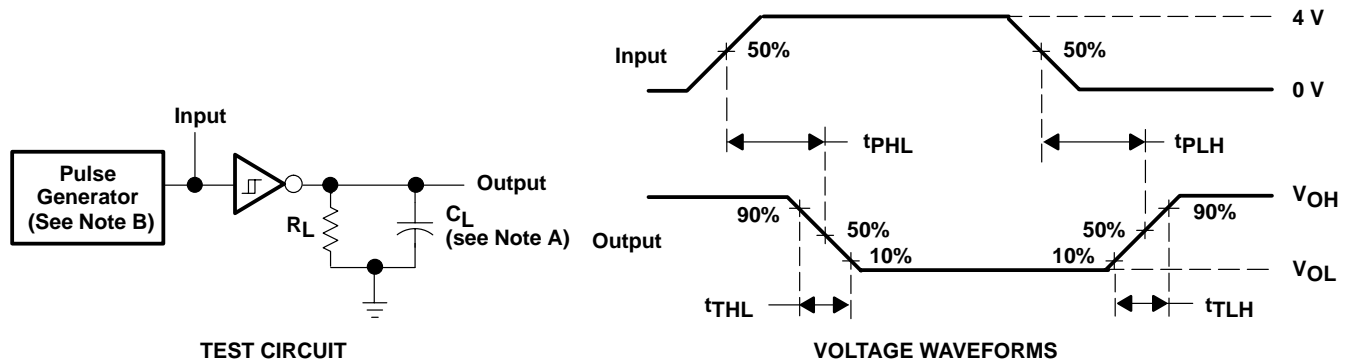 Input
Pulse
Generator
(See Note B)
Output
RL
CL
(see Note A)
TEST CIRCUIT
4 V
Input
50%
50%
0 V
tPHL
tPLH
VOH
90%
50%
50%
90%
Output
10%
10%
VOL
tTHL
tTLH
VOLTAGE WAVEFORMS